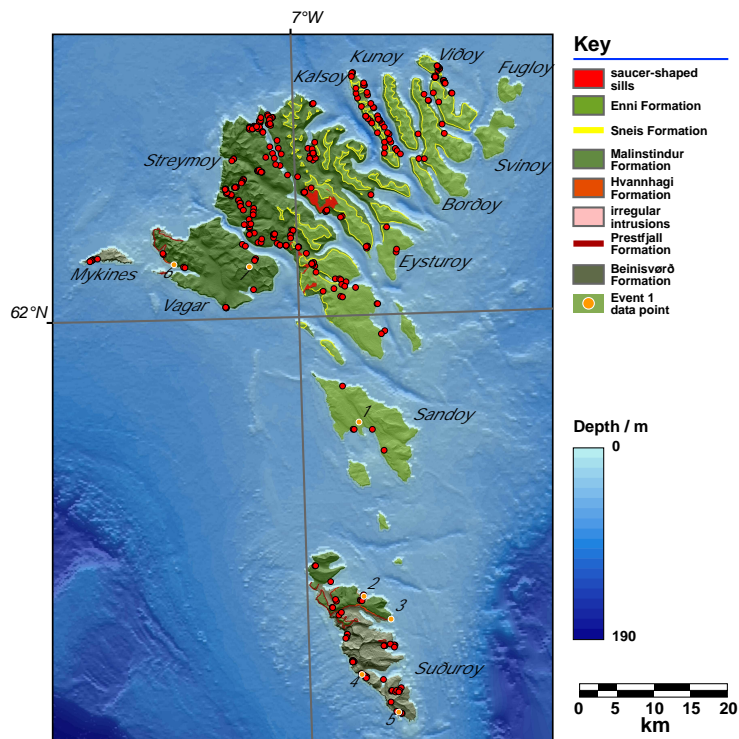 7°W
Kunoy
Viðoy
Kalsoy
Fugloy
Streymoy
Svinoy
Borðoy
Mykines
6
7
Eysturoy
Vagar
62°N
1
Sandoy
2
3
4
Suðuroy
5
Key
saucer-shaped
sills
Enni Formation
Sneis Formation
Malinstindur
Formation
Hvannhagi
Formation
irregular
intrusions
Prestfjall
Formation
Beinisvørð
Formation
Event 1
data point
Depth / m
0
190
0 5 10 15 20
km